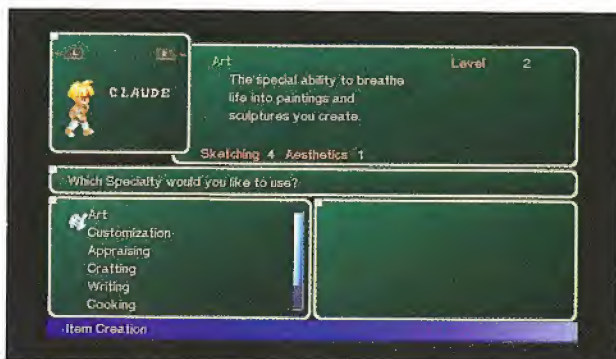 CLAUDE
Art Level 2
The special ability to breathe
life into paintings and
sculptures you create.
Sketching 4 Aesthetics 1
Which Specialty would you like to use?
Art
Customization
Appraising
Crafting
Writing
Cooking
Item Creation